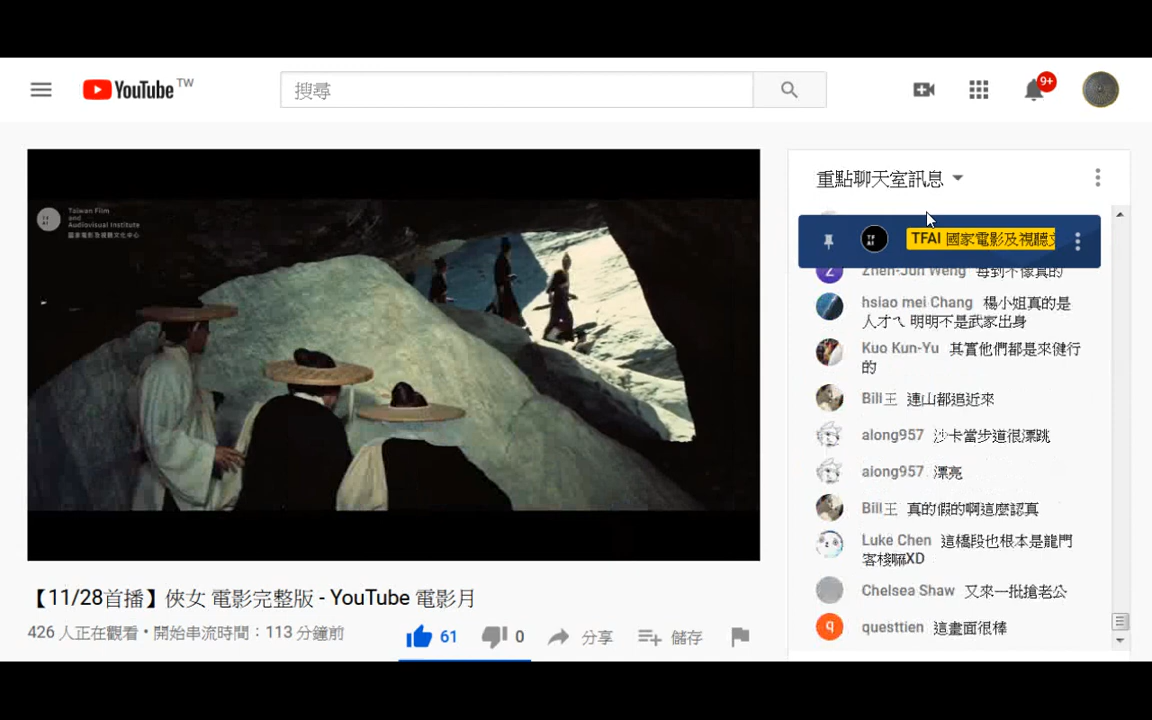 YouTube TW
搜尋
9+
Taiwan Film
and
Audiovisual Institute
國家電影及視聽文化中心
重點聊天室訊息
TFAI 國家電影及視聽文
Zhen-Jun Weng 每到不像真的
hsiao mei Chang 楊小姐真的是
人才ㄟ 明明不是武家出身
Kuo Kun-Yu 其實他們都是來健行
的
Bill王 連山都追近來
along957 沙卡當步道很漂眺
along957 漂亮
Bill王 真的假的啊這麼認真
Luke Chen 這橋段也根本是龍門
客棧嘛XD
Chelsea Shaw 又來一批搶老公
questtien 這畫面很棒
q
【11/28首播】俠女 電影完整版 - YouTube 電影月
426 人正在觀看 • 開始串流時間：113 分鐘前
61
0
分享
儲存